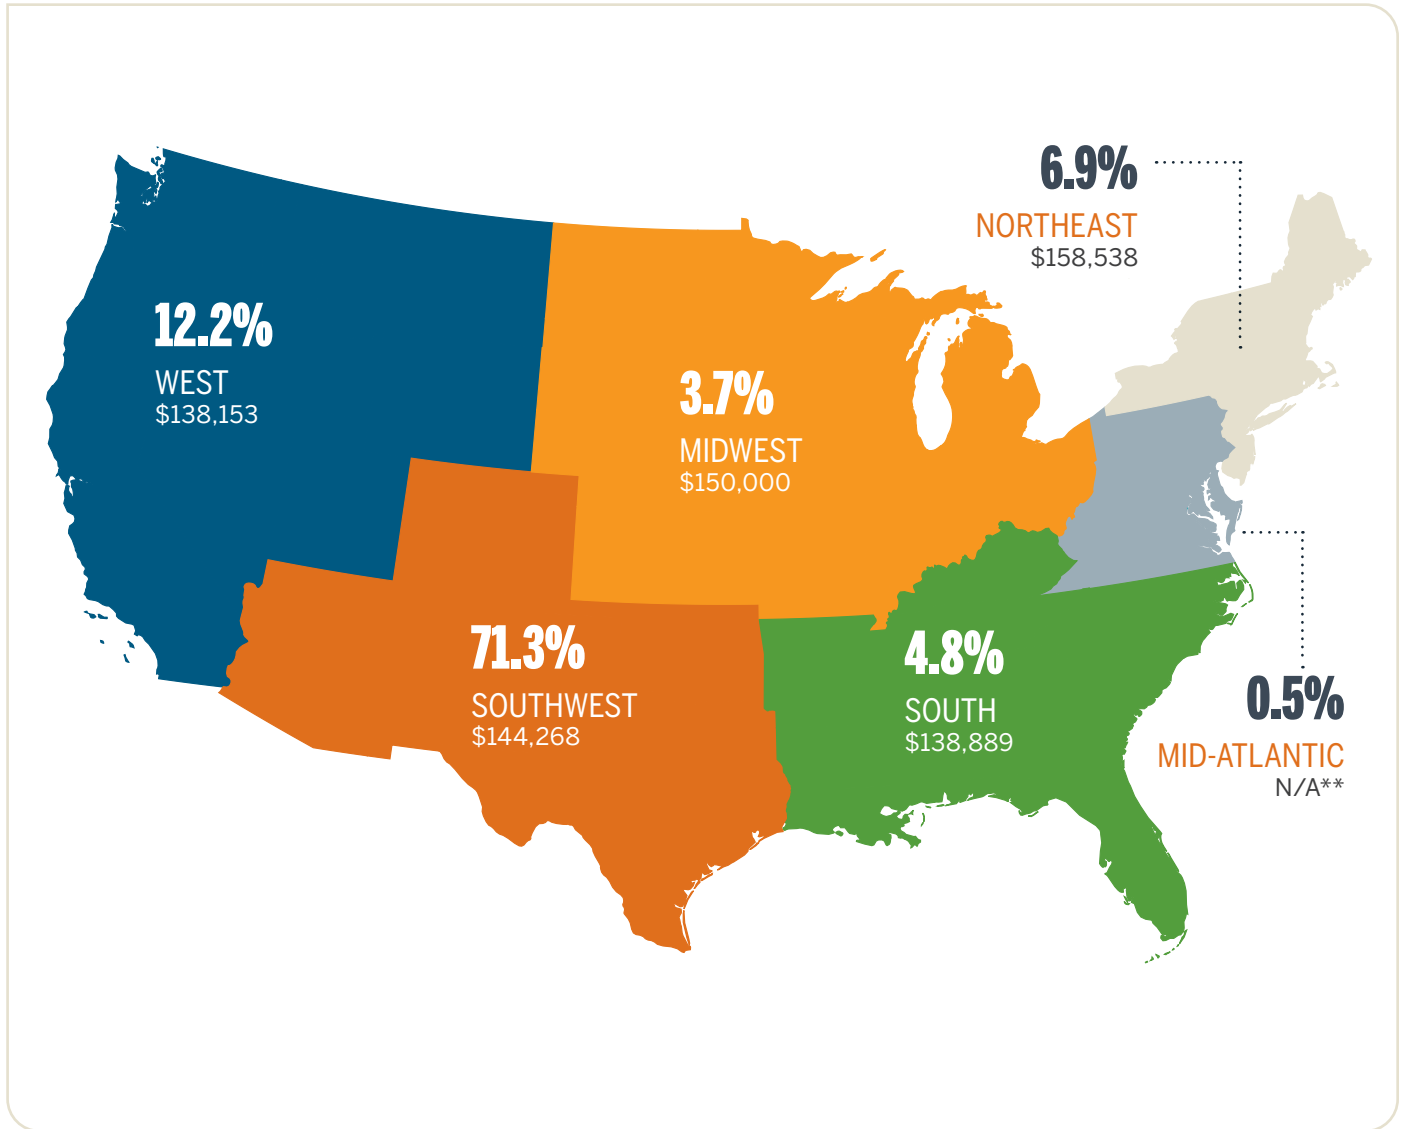 6.9%
NORTHEAST
$158,538
12.2%
WEST
$138,153
3.7%
MIDWEST
$150,000
71.3%
SOUTHWEST
$144,268
4.8%
SOUTH
$138,889
0.5%
MID-ATLANTIC
N/A**